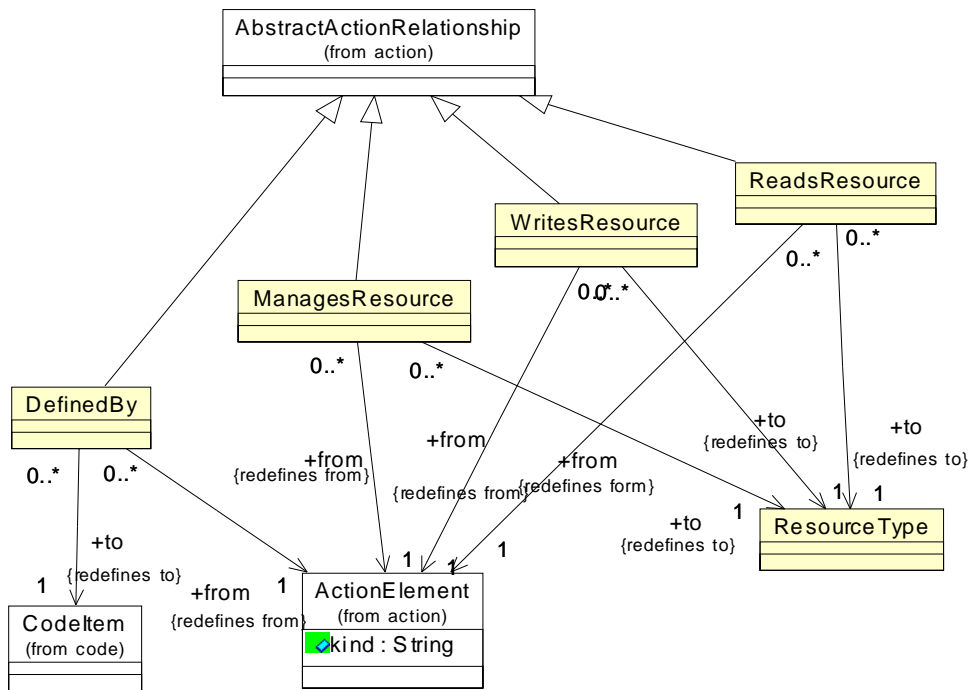 AbstractActionRelationship
(from action)
ReadsResource
WritesResource
0..*
0..*
ManagesResource
0..*
0..*
0..*
0..*
DefinedBy
+to
+to
+from
{redefines to}
{redefines to}
0..*
0..*
+from
+from
{redefines from}
{redefines from}
{redefines form}
1
1
1
ResourceType
+to
+to
1
1
1
{redefines to}
{redefines to}
1
1
+from
ActionElement
{redefines from}
(from action)
CodeItem
(from code)
kind : String